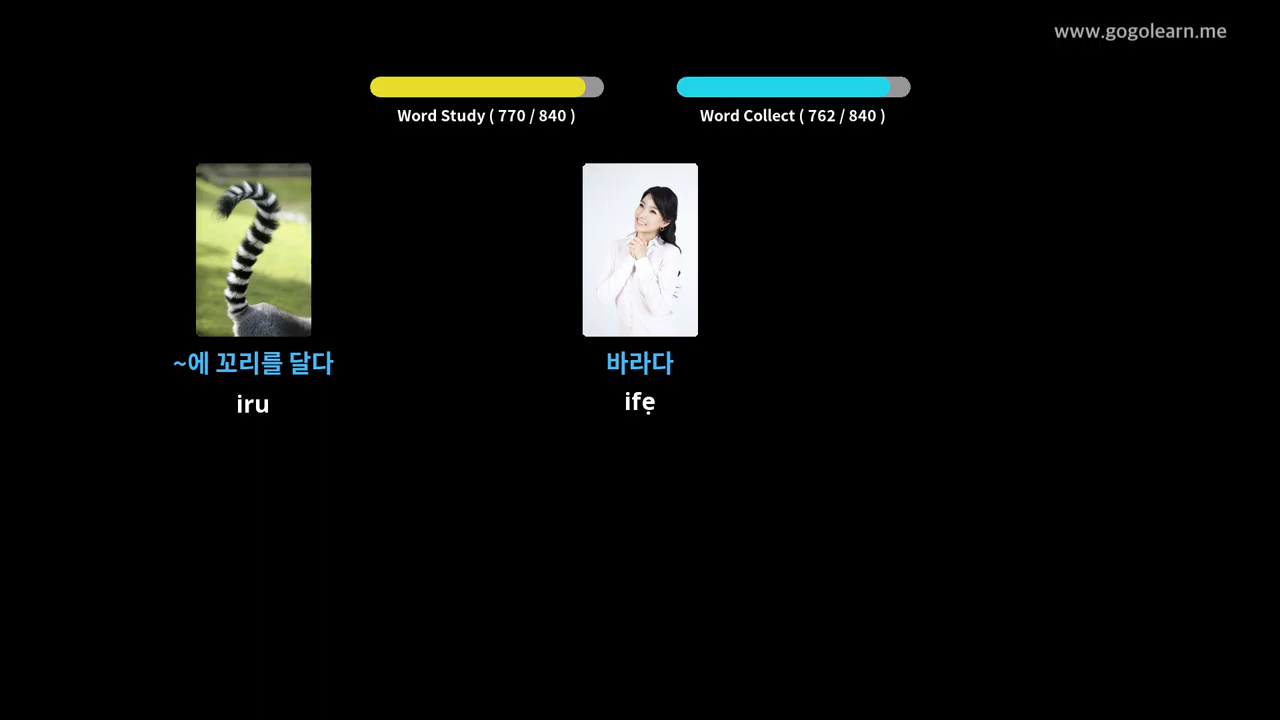 www.gogolearn.me
Word Study ( 770 / 840 )
Word Collect ( 762 / 840 )
~에 꼬리를 달다
바라다
iru
ifẹ